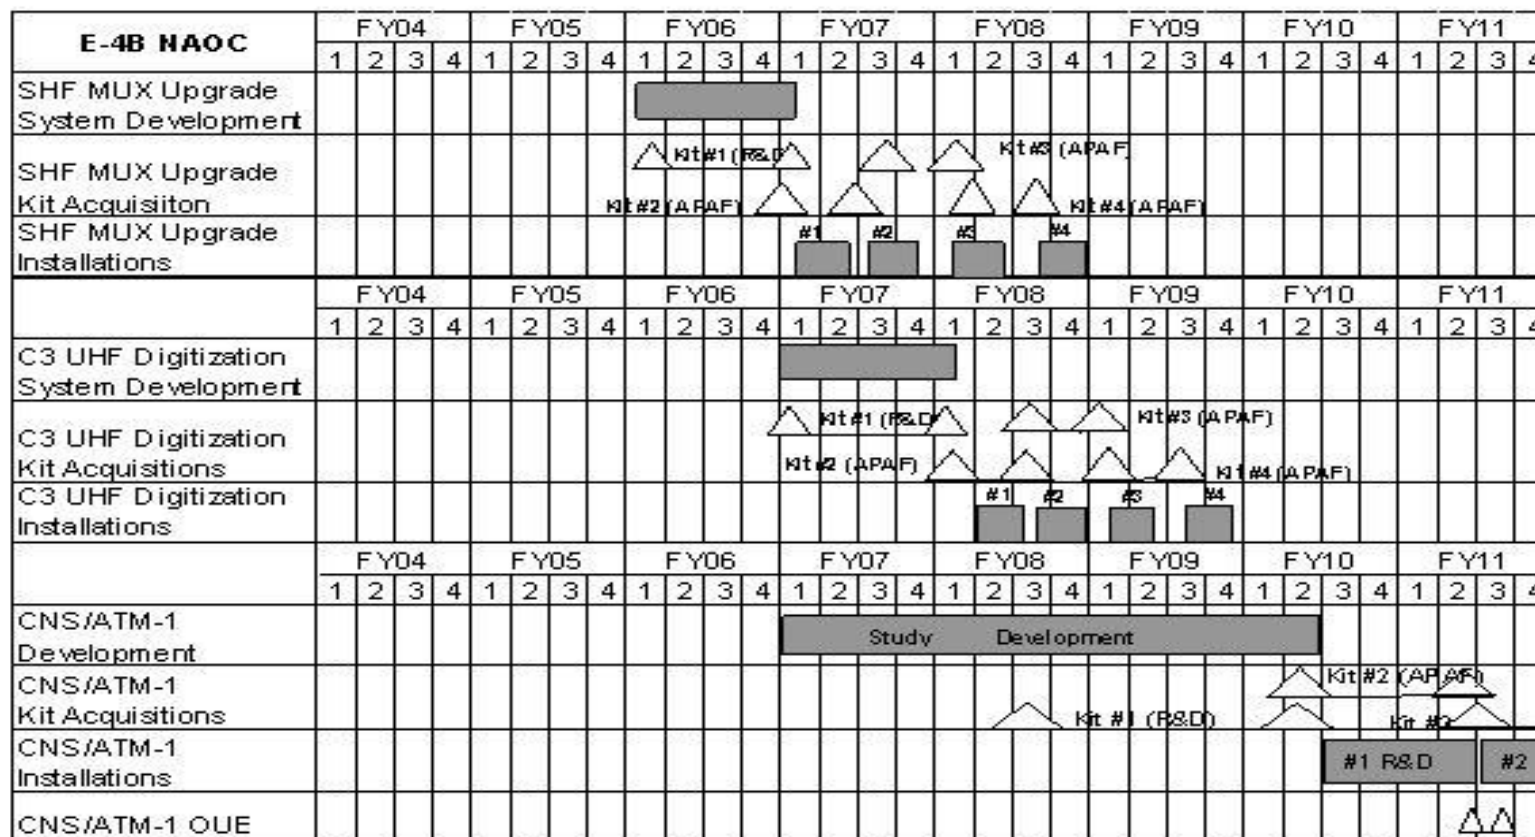 E-4B NAOC FY04 FY05 FY06 FY07 FY08 FY09 FY10 FY11
1 2 3 4 1 2 3 4 1 2 3 4 1 2 3 4 1 2 3 4 1 2 3 4 1 2 3 4 1 2 3 4
SHF MUX Upgrade
System Development
Kit #1 (R&D Kit #3 (APAF)
SHF MUX Upgrade
Kit Acquisiiton Kit #2 (APAF) Kit #4 (APAF)
SHF MUX Upgrade #1 #2 #3 #4
Installations
FY04 FY05 FY06 FY07 FY08 FY09 FY10 FY11
1 2 3 4 1 2 3 4 1 2 3 4 1 2 3 4 1 2 3 4 1 2 3 4 1 2 3 4 1 2 3 4
C3 UHF Digitization
System Development
Kit #1 (R&D Kit #3 (APAF)
C3 UHF Digitization
Kit Acquisitions Kit #2 (APAF) Kit #4 (APAF)
C3 UHF Digitization #1 #2 #3 #4
Installations
FY04 FY05 FY06 FY07 FY08 FY09 FY10 FY11
1 2 3 4 1 2 3 4 1 2 3 4 1 2 3 4 1 2 3 4 1 2 3 4 1 2 3 4 1 2 3 4
CNS/ATM-1
Development Study Development
CNS/ATM-1 Kit #2 (APAF)
Kit Acquisitions Kit #1 (R&D) Kit
CNS/ATM-1
Installations #1 R&D #2
CNS/ATM-1 OUE